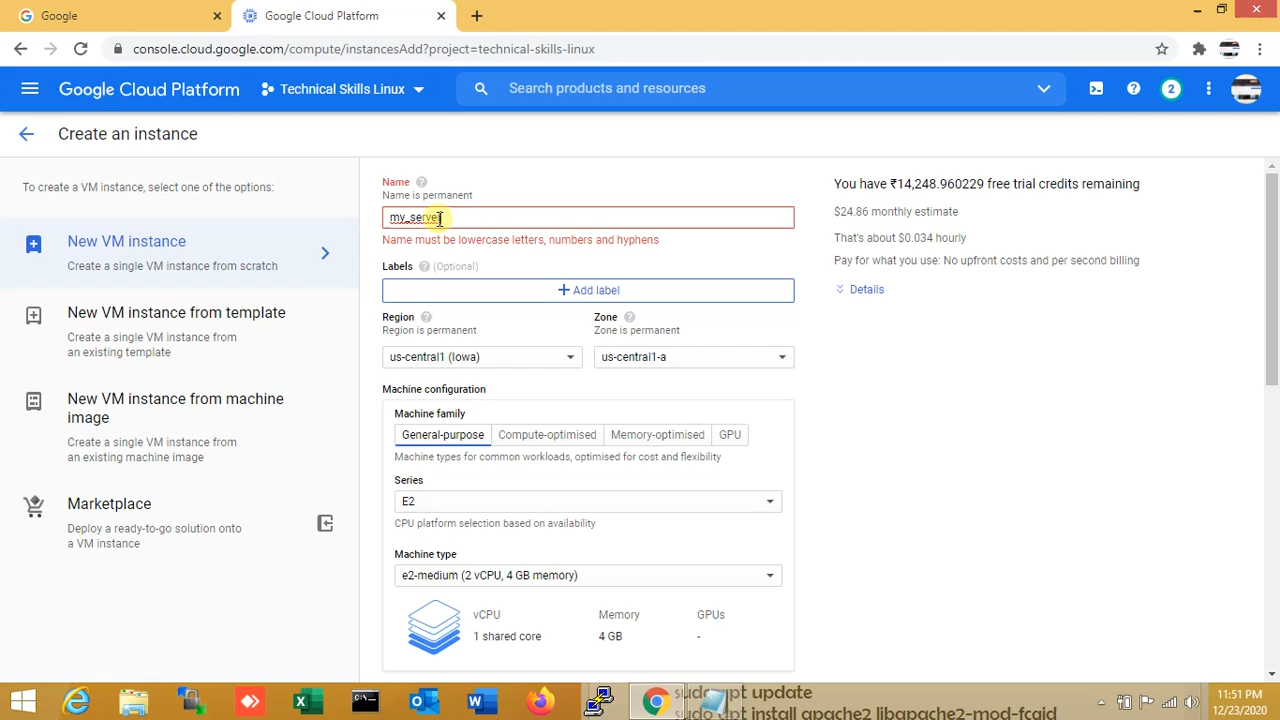 Google
Google Cloud Platform
console.cloud.google.com/compute/instancesAdd?project=technical-skills-linux
Google Cloud Platform
Technical Skills Linux
Search products and resources
2
Create an instance
To create a VM instance, select one of the options:
New VM instance
Create a single VM instance from scratch
New VM instance from template
Create a single VM instance from
an existing template
New VM instance from machine
image
Create a single VM instance from
an existing machine image
Marketplace
Deploy a ready-to-go solution onto
a VM instance
Name
Name is permanent
my_server
Name must be lowercase letters, numbers and hyphens
Labels (Optional)
Add label
Region
Region is permanent
us-central1 (Iowa)
Zone
Zone is permanent
us-central1-a
Machine configuration
Machine family
General-purpose
Compute-optimised
Memory-optimised
GPU
Machine types for common workloads, optimised for cost and flexibility
Series
E2
CPU platform selection based on availability
Machine type
e2-medium (2 vCPU, 4 GB memory)
vCPU
1 shared core
Memory
4 GB
GPUs
-
You have ₹14,248.960229 free trial credits remaining
$24.86 monthly estimate
That's about $0.034 hourly
Pay for what you use: No upfront costs and per second billing
Details
sudo apt update
sudo apt install apache2 libapache2-mod-fcgid
11:51 PM
12/23/2020